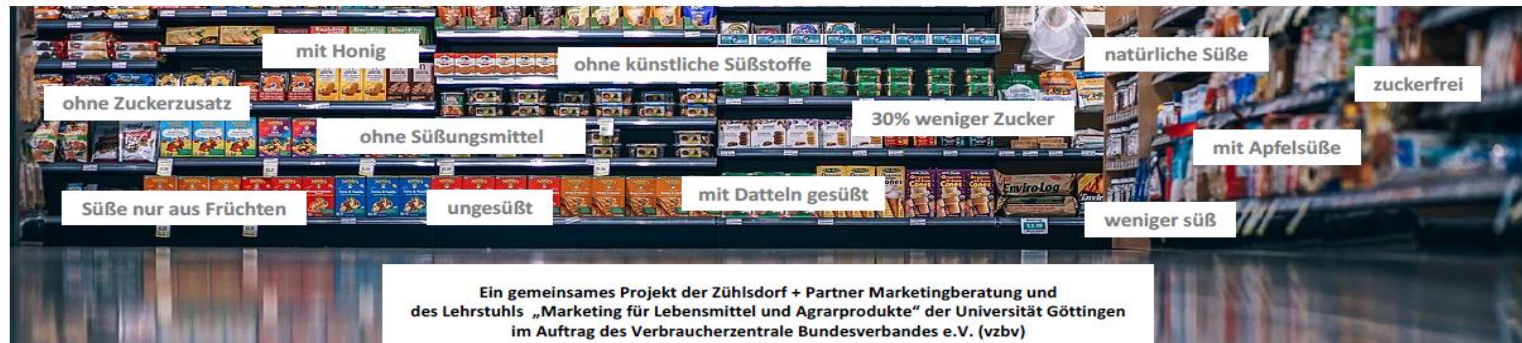 mit Honig
ohne künstliche Süßstoffe
natürliche Süße
zuckerfrei
ohne Zuckerzusatz
30% weniger Zucker
ohne Süßungsmittel
mit Apfelsüße
Süße nur aus Früchten
ungesüßt
mit Datteln gesüßt
weniger süß
Enviro-Log
Ein gemeinsames Projekt der Zühlsdorf + Partner Marketingberatung und
des Lehrstuhls „Marketing für Lebensmittel und Agrarprodukte“ der Universität Göttingen
im Auftrag des Verbraucherzentrale Bundesverbandes e.V. (vzbv)